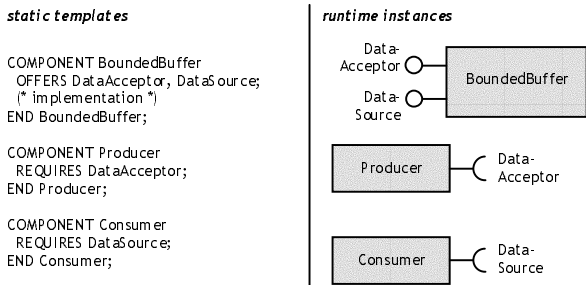 static templates
COMPONENT BoundedBuffer
OFFERS DataAcceptor, DataSource;
(* implementation *)
END BoundedBuffer;
COMPONENT Producer
REQUIRES DataAcceptor;
END Producer;
COMPONENT Consumer
REQUIRES DataSource;
END Consumer;
runtime instances
Data-
Acceptor
BoundedBuffer
Data-
Source
Producer
Data-
Acceptor
Consumer
Data-
Source